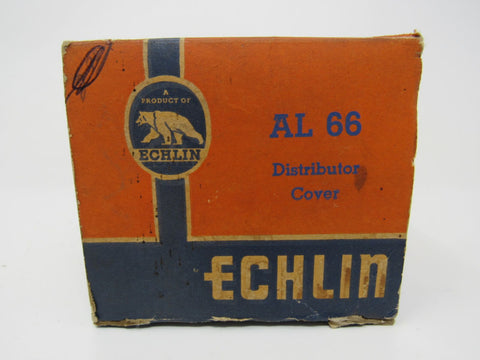 A
PRODUCT OF
ECHLIN
AL 66
Distributor
Cover
ECHLIN